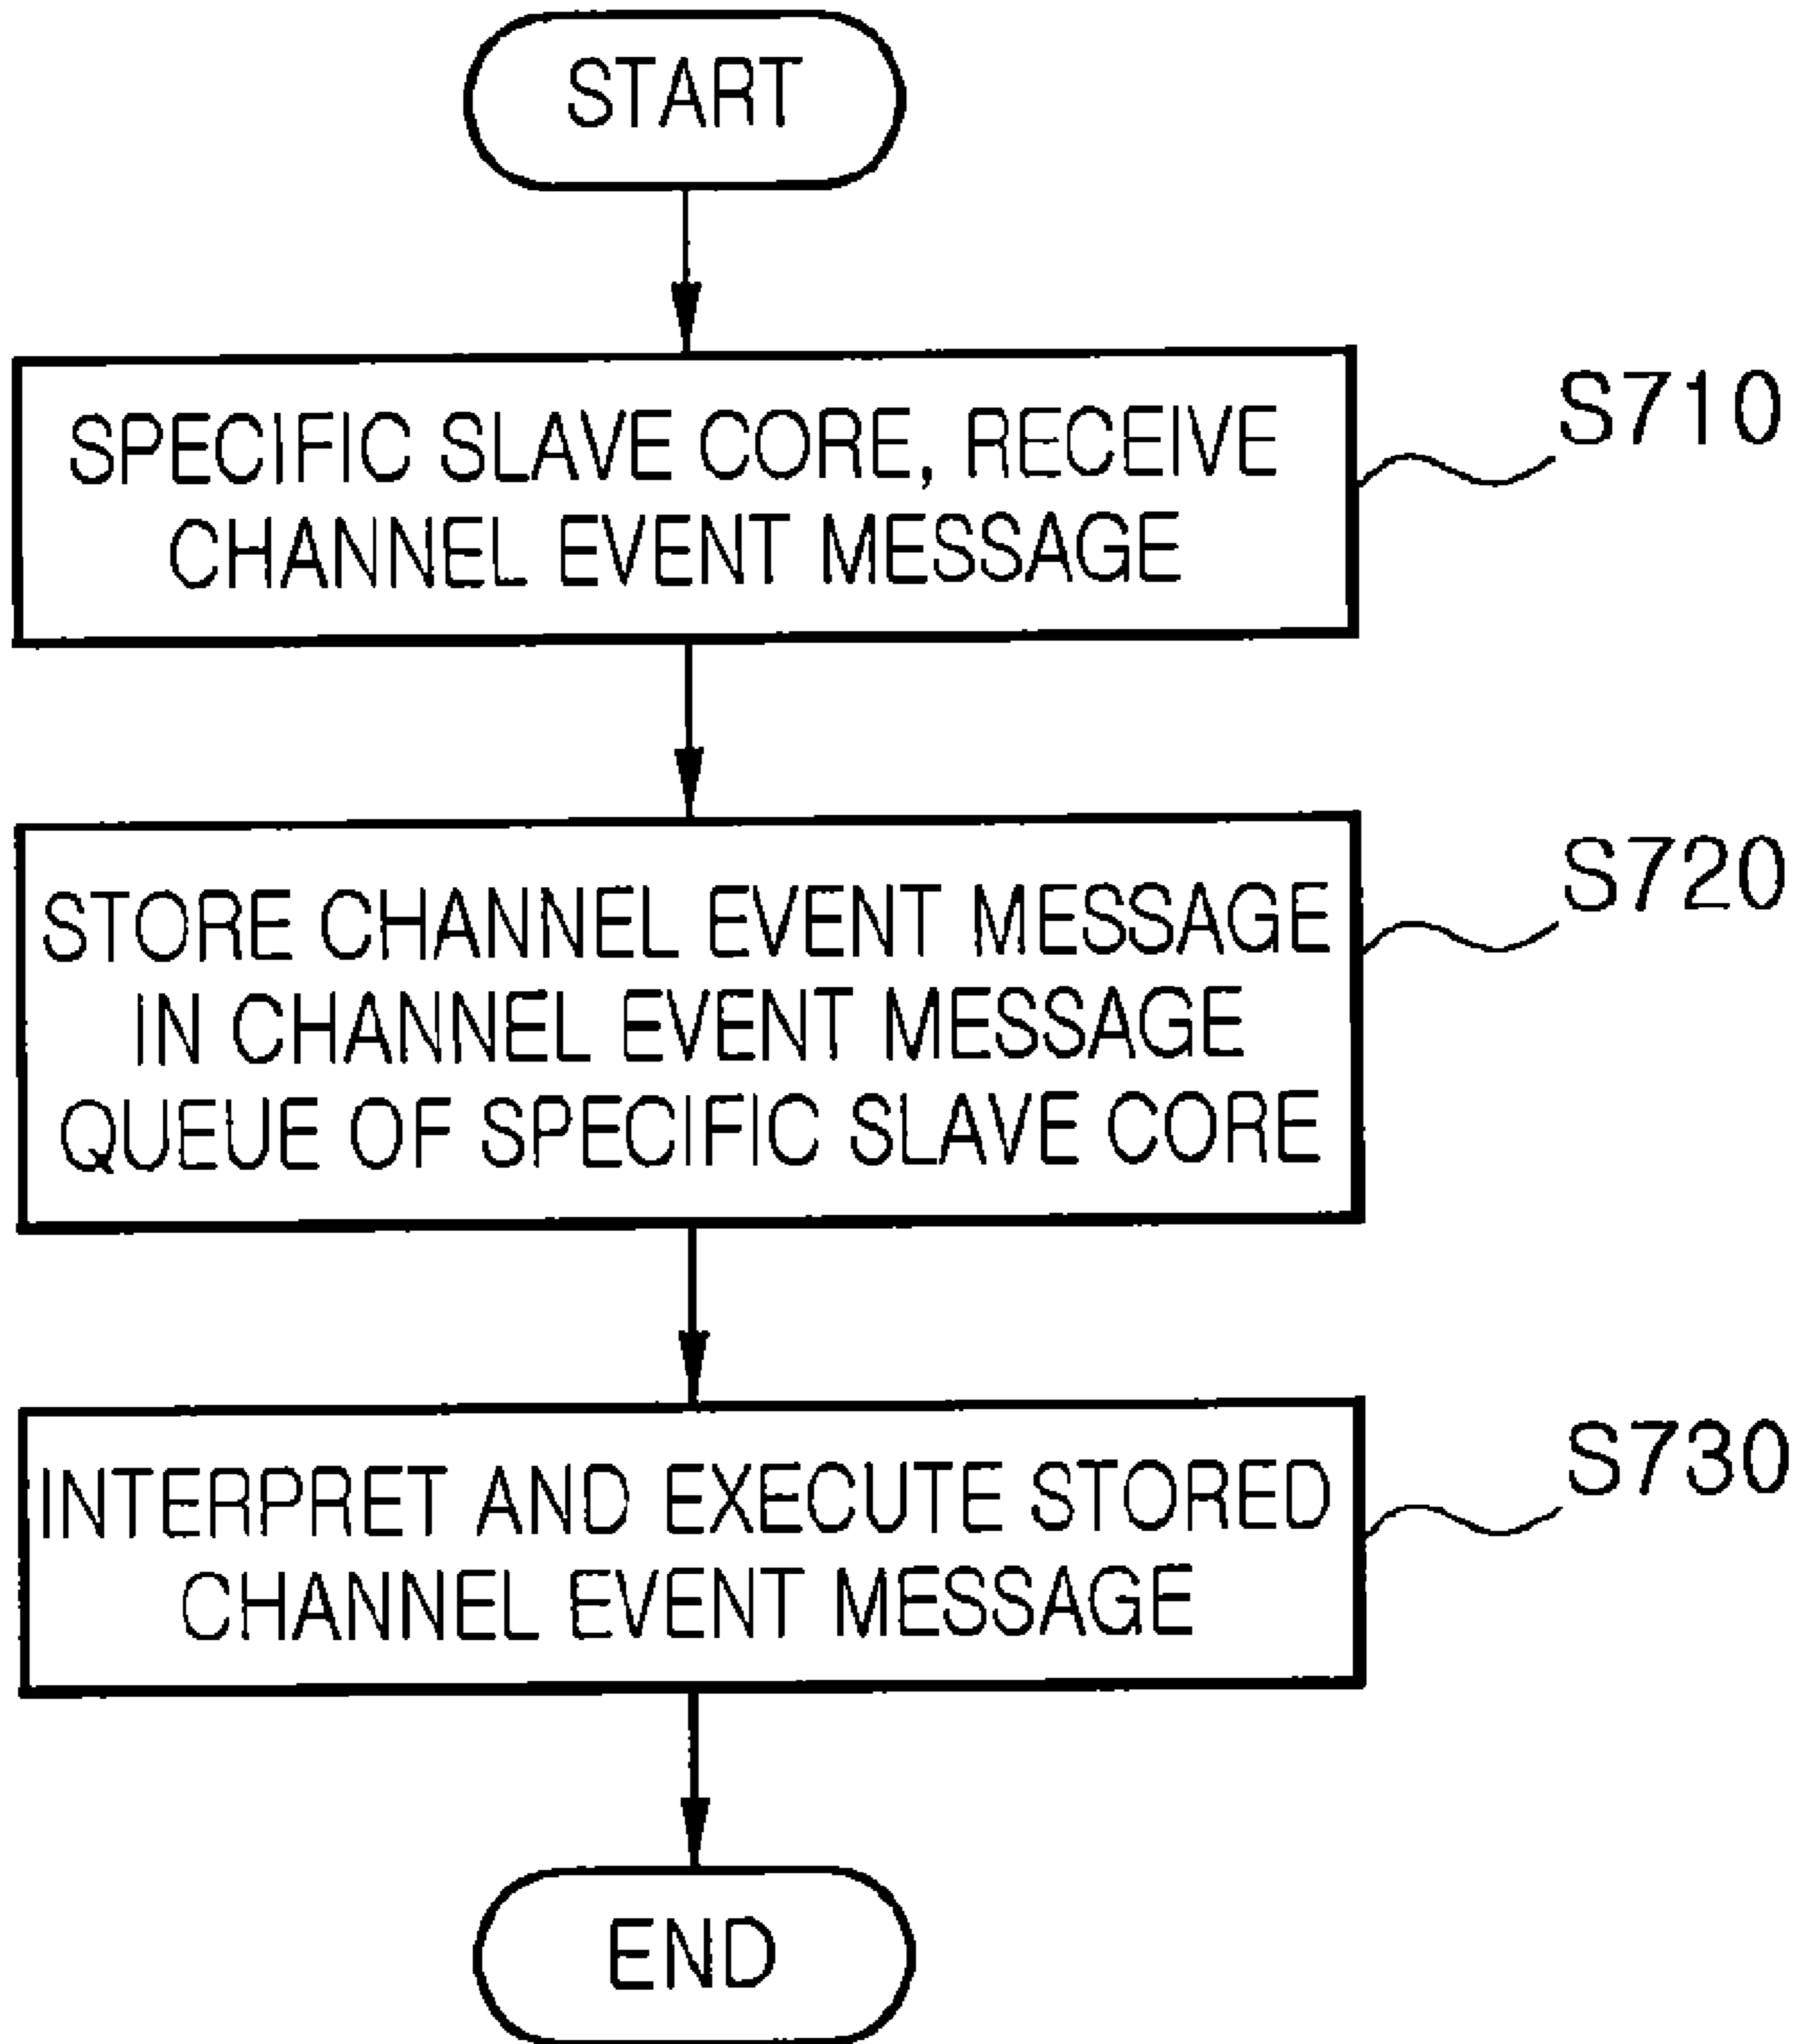 START
SPECIFIC SLAVE CORE, RECEIVE
CHANNEL EVENT MESSAGE
S710
STORE CHANNEL EVENT MESSAGE
IN CHANNEL EVENT MESSAGE
QUEUE OF SPECIFIC SLAVE CORE
S720
INTERPRET AND EXECUTE STORED
CHANNEL EVENT MESSAGE
S730
END